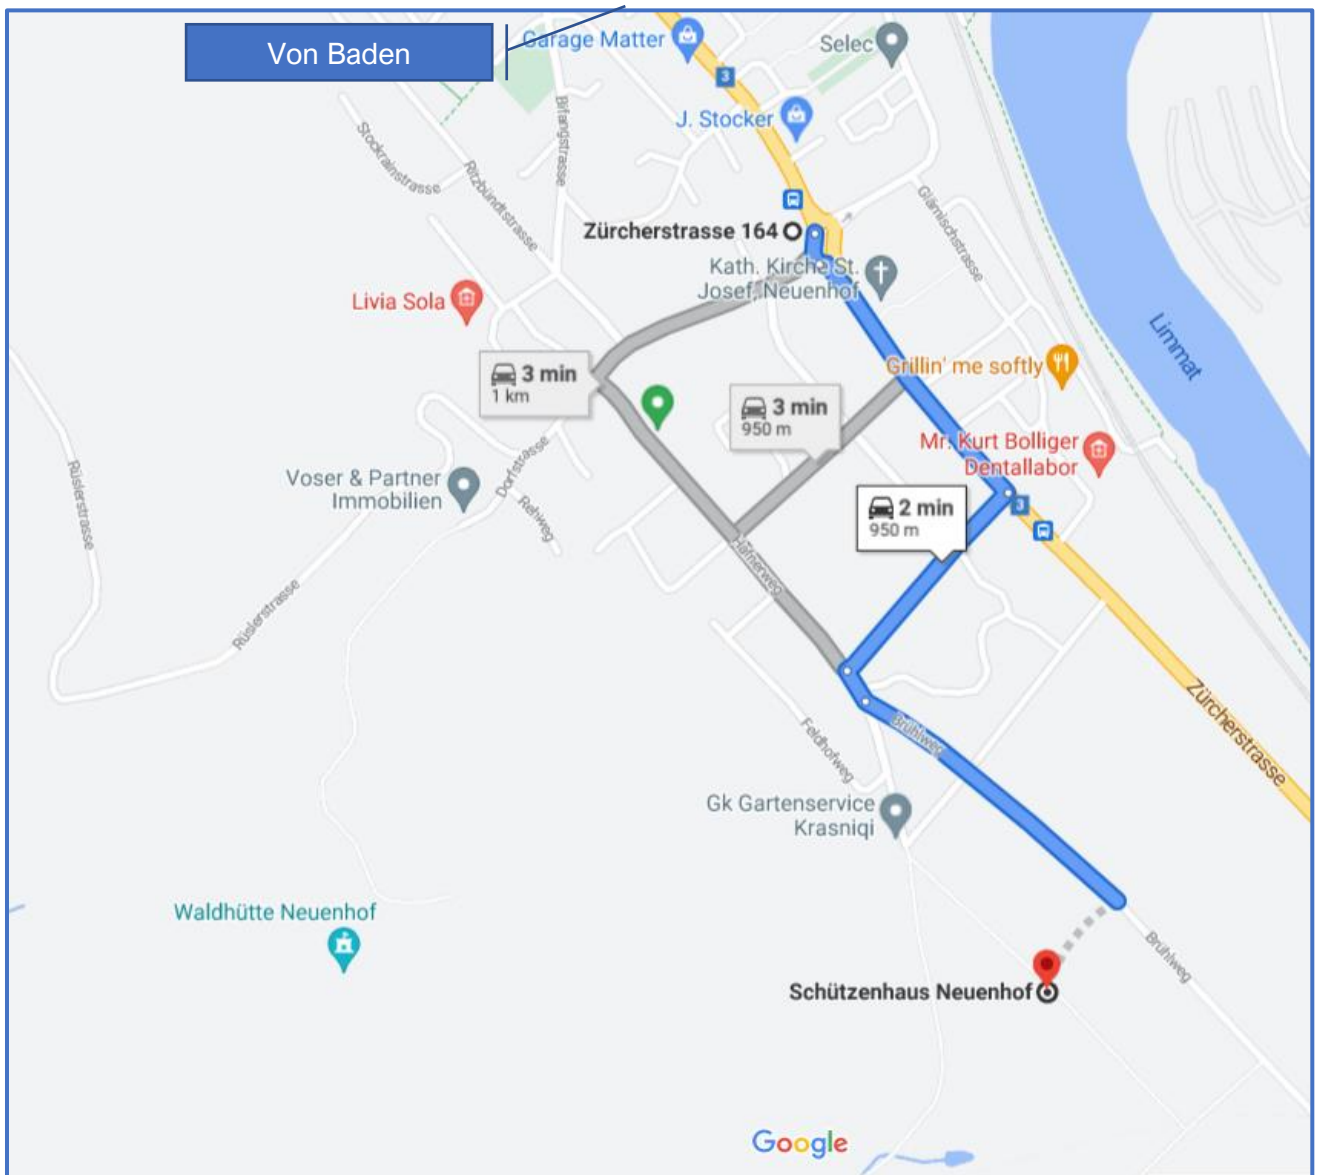 Von Baden
Garage Matter
Selec
3
J. Stocker
Bifangstrasse
Stockrainstrasse
Ritzbündtstrasse
Glärnischstrasse
Zürcherstrasse 164
Kath. Kirche St.
Josef, Neuenhof
Livia Sola
Limmat
3 min
1 km
Grillin' me softly
3 min
950 m
Mr. Kurt Bolliger
Dentallabor
Dorfstrasse
Voser & Partner
Immobilien
Rüslerstrasse
Rehweg
2 min
950 m
3
Hafnerweg
Rüslerstrasse
Zürcherstrasse
Brühlweg
Feldhofweg
Gk Gartenservice
Krasniqi
Waldhütte Neuenhof
Brühlweg
Schützenhaus Neuenhof
Google